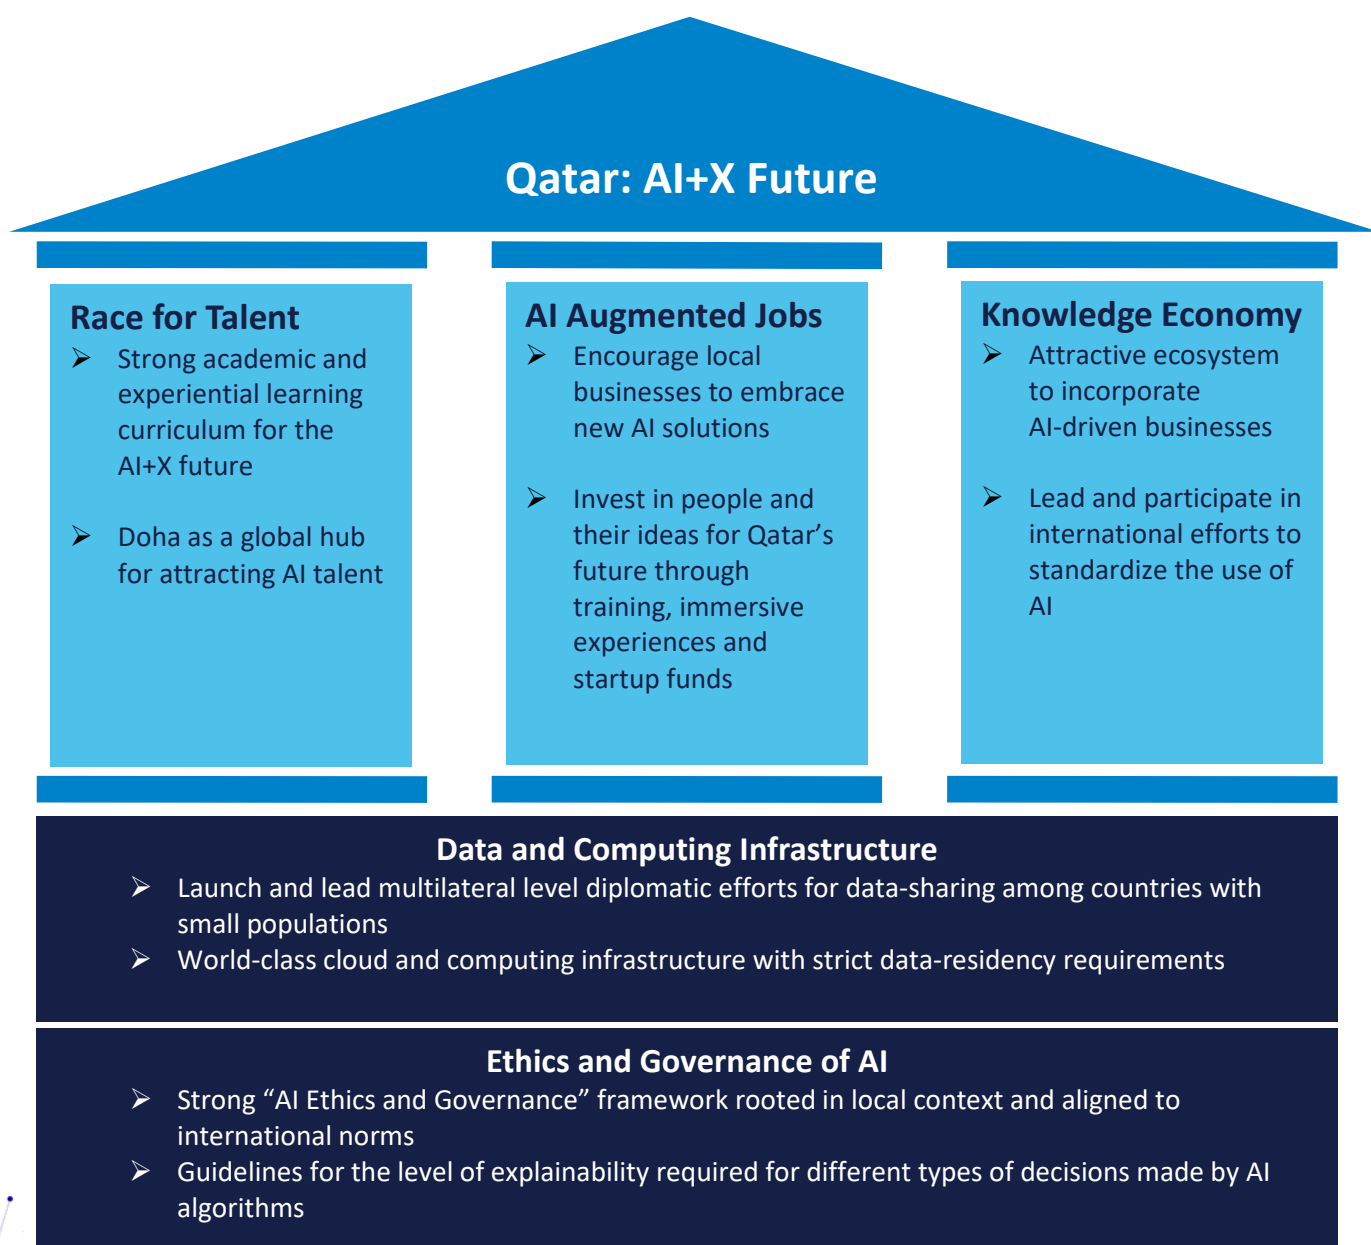 Qatar: AI+X Future
Race for Talent
➢ Strong academic and
experiential learning
curriculum for the
AI+X future
➢ Doha as a global hub
for attracting AI talent
AI Augmented Jobs
➢ Encourage local
businesses to embrace
new AI solutions
➢ Invest in people and
their ideas for Qatar’s
future through
training, immersive
experiences and
startup funds
Knowledge Economy
➢ Attractive ecosystem
to incorporate
AI-driven businesses
➢ Lead and participate in
international efforts to
standardize the use of
AI
Data and Computing Infrastructure
➢ Launch and lead multilateral level diplomatic efforts for data-sharing among countries with
small populations
➢ World-class cloud and computing infrastructure with strict data-residency requirements
Ethics and Governance of AI
➢ Strong “AI Ethics and Governance” framework rooted in local context and aligned to
international norms
➢ Guidelines for the level of explainability required for different types of decisions made by AI
algorithms